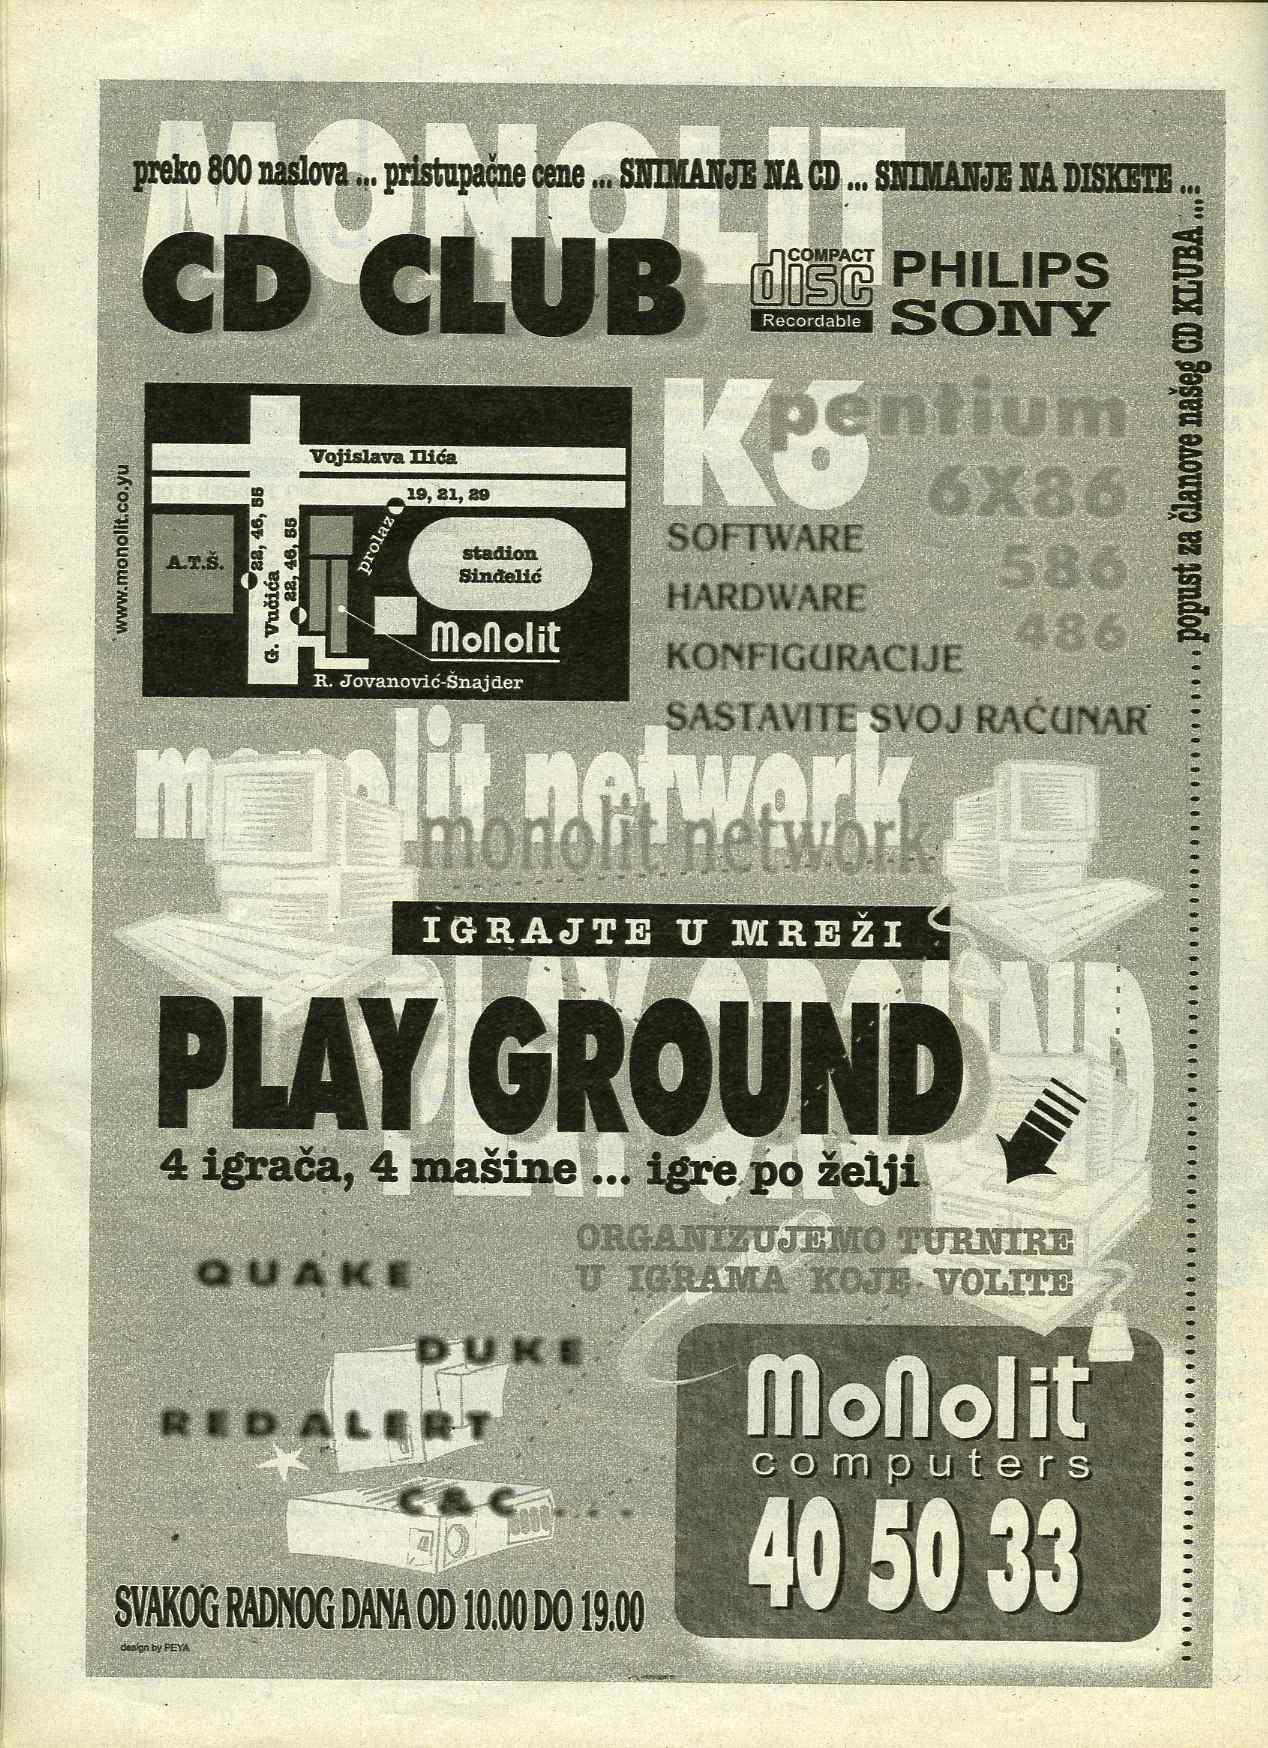 MONOLIT
preko 800 naslova ... pristupačne cene ... SNIMANJE NA CD ... SNIMANJE NA DISKETE ...
popust za članove našeg CD KLUBA ...
CD CLUB
COMPACT
disc
Recordable
PHILIPS
SONY
www.monolit.co.yu
Vojislava Ilića
19, 21, 29
22, 46, 55
22, 46, 55
G. Vučića
prolaz
A.T.Š.
stadion
Sinđelić
moNolit
R. Jovanović-Šnajder
K6
pentium
6X86
586
486
SOFTWARE
HARDWARE
KONFIGURACIJE
SASTAVITE SVOJ RAČUNAR
monolit network
monolit network
IGRAJTE U MREŽI
PLAY GROUND
PLAY GROUND
4 igrača, 4 mašine ... igre po želji
ORGANIZUJEMO TURNIRE
U IGRAMA KOJE VOLITE
QUAKE
DUKE
RED ALERT
C&C ...
moNolit
computers
40 50 33
SVAKOG RADNOG DANA OD 10.00 DO 19.00
design by PEYA